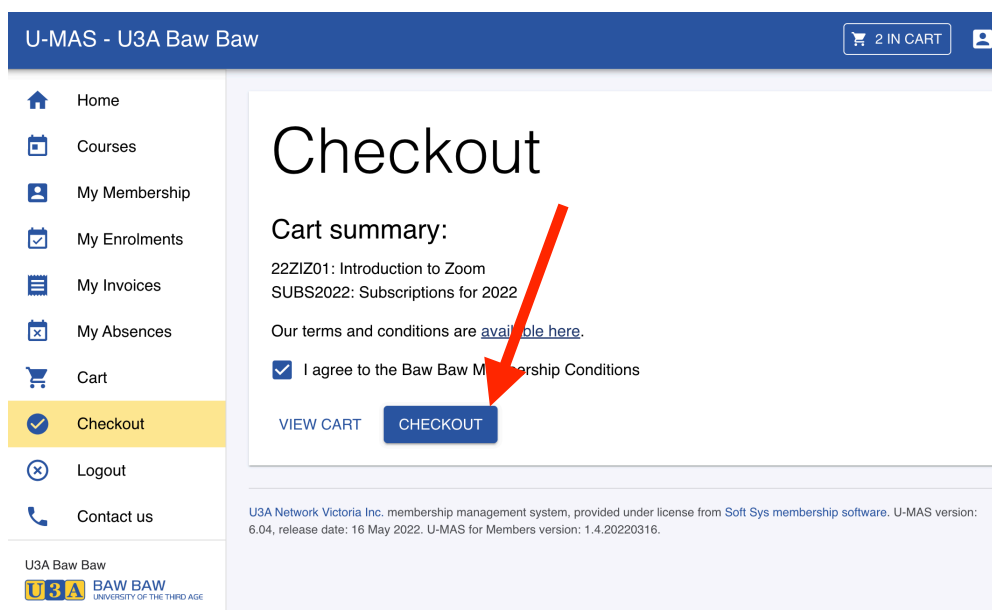 U-MAS - U3A Baw Baw
2 IN CART
Home
Courses
My Membership
My Enrolments
My Invoices
My Absences
Cart
Checkout
Logout
Contact us
U3A Baw Baw
U3A BAW BAW
UNIVERSITY OF THE THIRD AGE
Checkout
Cart summary:
22ZIZ01: Introduction to Zoom
SUBS2022: Subscriptions for 2022
Our terms and conditions are available here.
I agree to the Baw Baw Membership Conditions
VIEW CART
CHECKOUT
U3A Network Victoria Inc. membership management system, provided under license from Soft Sys membership software. U-MAS version:
6.04, release date: 16 May 2022. U-MAS for Members version: 1.4.20220316.